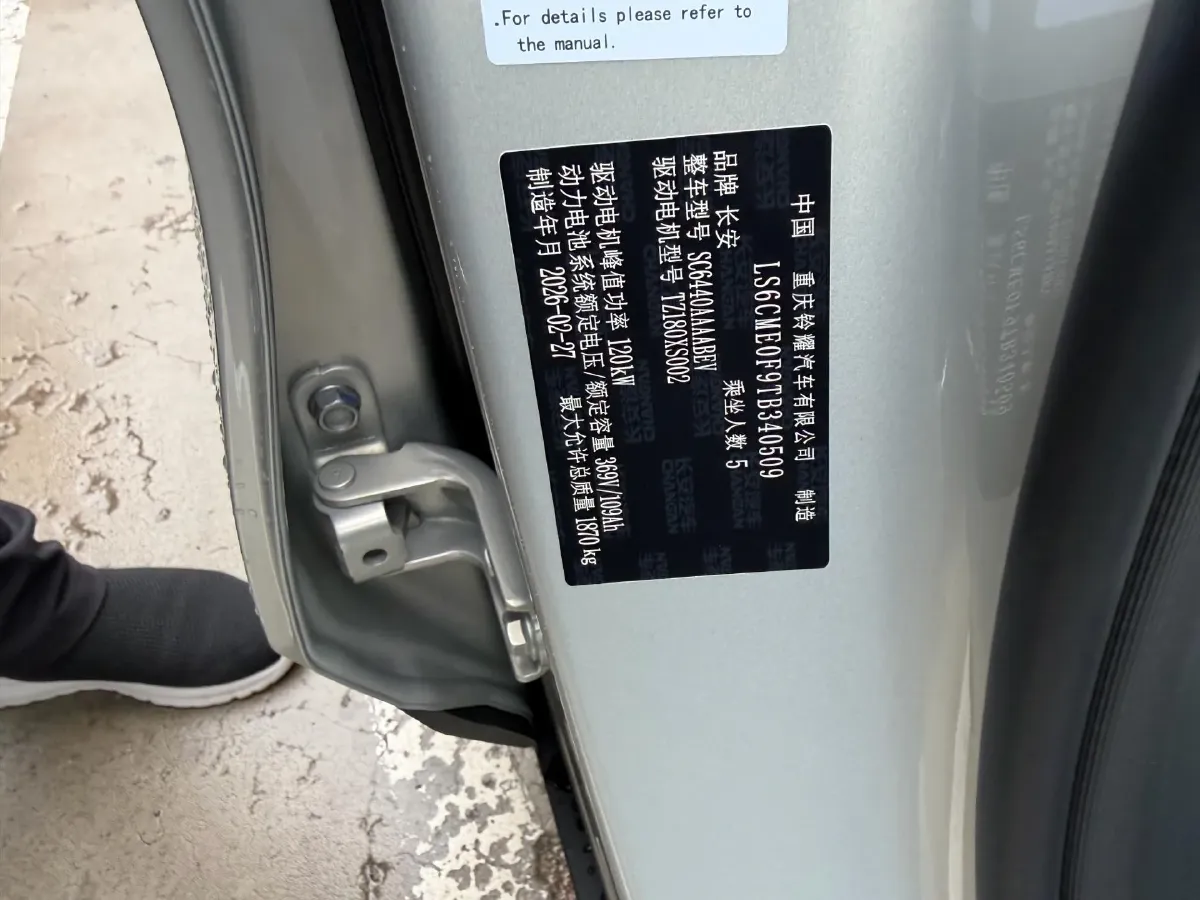 .For details please refer to
the manual.
中国 重庆铃耀汽车有限公司 制造
LS6CME0F9TB340509
品牌 长安 乘坐人数 5
整车型号 SC6440AAAABEV
驱动电机型号 TZ180XS002
驱动电机峰值功率 120kW
动力电池系统额定电压/额定容量 369V/109Ah
制造年月 2026-02-27 最大允许总质量 1870kg